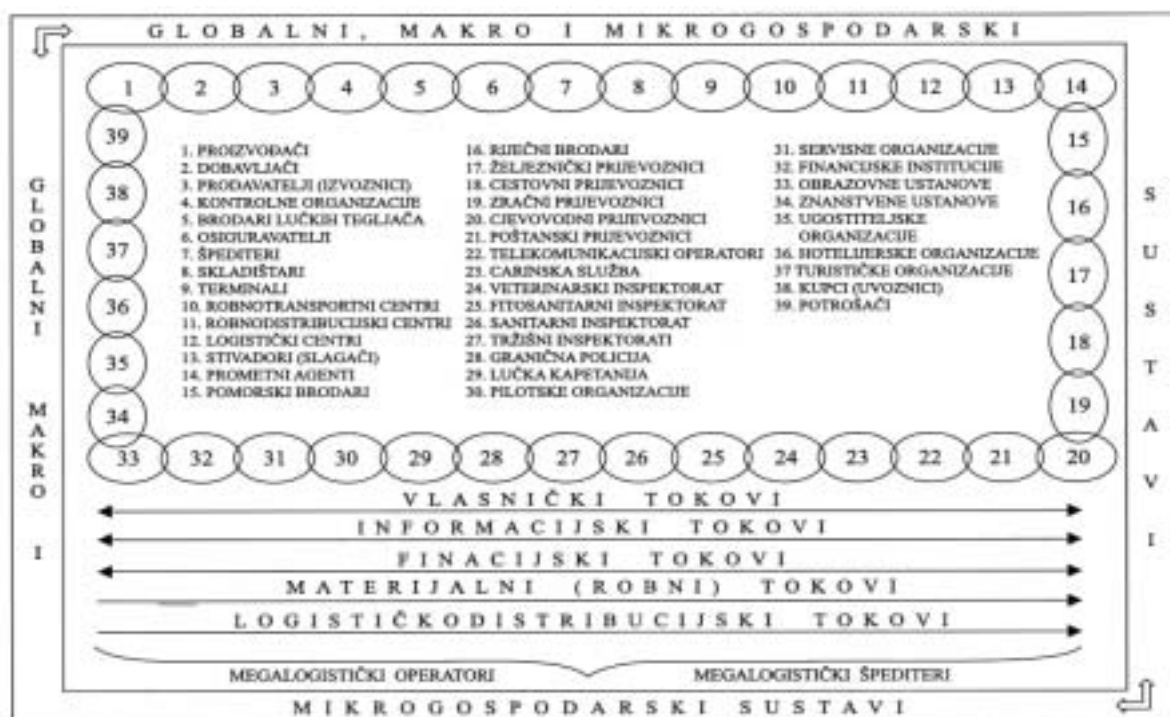 GLOBALNI, MAKRO I MIKROGOSPODARSKI
1 2 3 4 5 6 7 8 9 10 11 12 13 14
39
38
37
36
35
34
GLOBALNI MAKRO I
1. PROIZVOĐAČI
2. DOBAVLJAČI
3. PRODAVATELJI (IZVOZNICI)
4. KONTROLNE ORGANIZACIJE
5. BRODARI LUČKIH TEGLJAČA
6. OSIGURAVATELJI
7. ŠPEDITERI
8. SKLADIŠTARI
9. TERMINALI
10. ROBNOTRANSPORTNI CENTRI
11. ROBNODISTRIBUCIJSKI CENTRI
12. LOGISTIČKI CENTRI
13. STIVADORI (SLAGAČI)
14. PROMETNI AGENTI
15. POMORSKI BRODARI
16. RIJEČNI BRODARI
17. ŽELJEZNIČKI PRIJEVOZNICI
18. CESTOVNI PRIJEVOZNICI
19. ZRAČNI PRIJEVOZNICI
20. CJEVOVODNI PRIJEVOZNICI
21. POŠTANSKI PRIJEVOZNICI
22. TELEKOMUNIKACIJSKI OPERATORI
23. CARINSKA SLUŽBA
24. VETERINARSKI INSPEKTORAT
25. FITOSANITARNI INSPEKTORAT
26. SANITARNI INSPEKTORAT
27. TRŽIŠNI INSPEKTORATI
28. GRANIČNA POLICIJA
29. LUČKA KAPETANIJA
30. PILOTSKE ORGANIZACIJE
31. SERVISNE ORGANIZACIJE
32. FINANCIJSKE INSTITUCIJE
33. OBRAZOVNE USTANOVE
34. ZNANSTVENE USTANOVE
35. UGOSTITELJSKE
ORGANIZACIJE
36. HOTELIJERSKE ORGANIZACIJE
37 TURISTIČKE ORGANIZACIJE
38. KUPCI (UVOZNICI)
39. POTROŠAČI
15
16
17
18
19
SUSTAVI
33 32 31 30 29 28 27 26 25 24 23 22 21 20
VLASNIČKI TOKOVI
INFORMACIJSKI TOKOVI
FINACIJSKI TOKOVI
MATERIJALNI (ROBNI) TOKOVI
LOGISTIČKODISTRIBUCIJSKI TOKOVI
MEGALOGISTIČKI OPERATORI MEGALOGISTIČKI ŠPEDITERI
MIKROGOSPODARSKI SUSTAVI